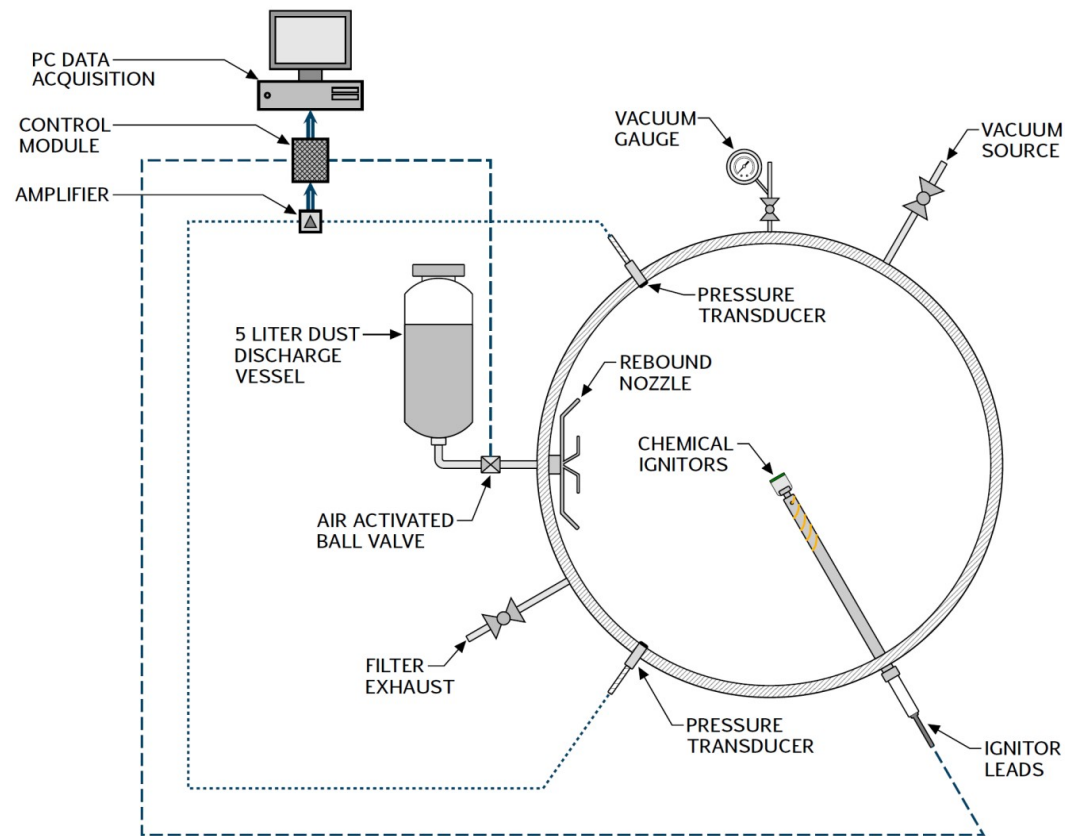 PC DATA
ACQUISITION
CONTROL
MODULE
AMPLIFIER
VACUUM
GAUGE
VACUUM
SOURCE
5 LITER DUST
DISCHARGE
VESSEL
PRESSURE
TRANSDUCER
REBOUND
NOZZLE
CHEMICAL
IGNITORS
AIR ACTIVATED
BALL VALVE
FILTER
EXHAUST
PRESSURE
TRANSDUCER
IGNITOR
LEADS